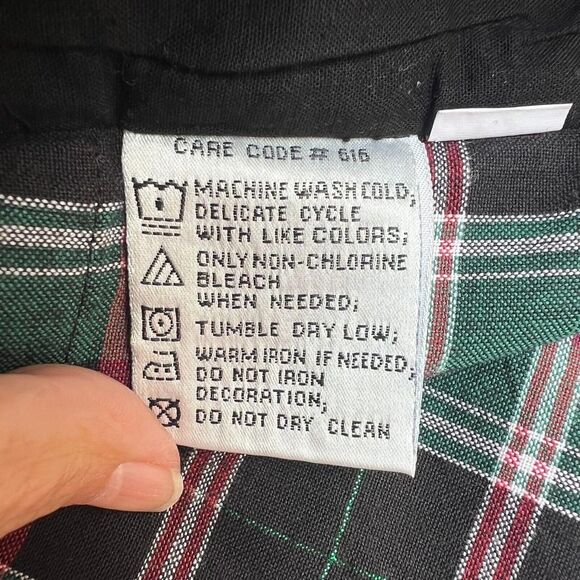 CARE CODE # 616
MACHINE WASH COLD;
DELICATE CYCLE
WITH LIKE COLORS;
ONLY NON-CHLORINE
BLEACH
WHEN NEEDED;
TUMBLE DRY LOW;
WARM IRON IF NEEDED;
DO NOT IRON
DECORATION;
DO NOT DRY CLEAN